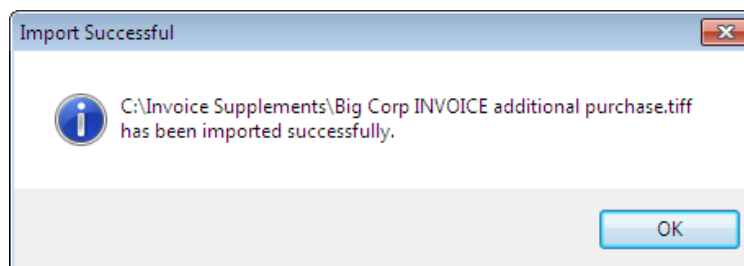 Import Successful
C:\Invoice Supplements\Big Corp INVOICE additional purchase.tiff
has been imported successfully.
OK